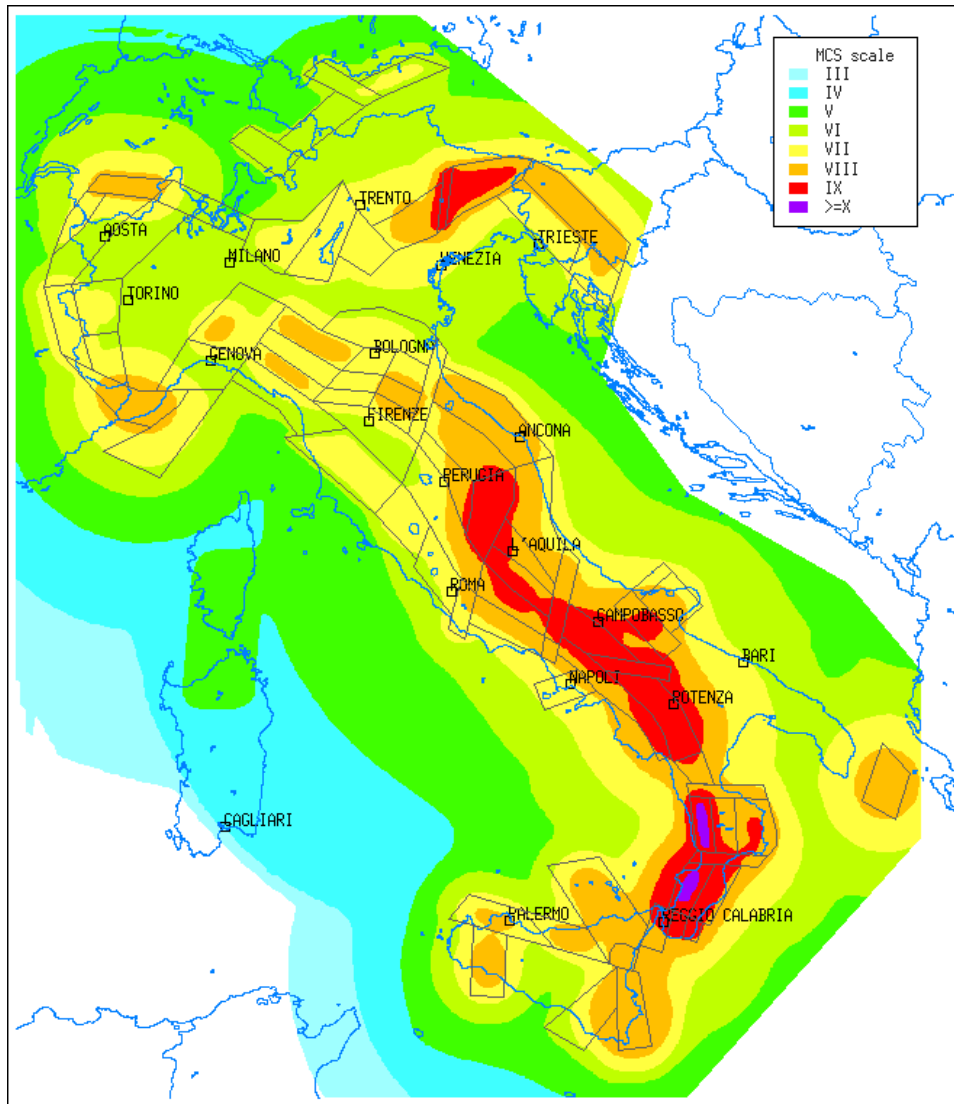 MCS scale
III
IV
V
VI
VII
VIII
IX
>=X
TRENTO
AOSTA
TRIESTE
MILANO
VENEZIA
TORINO
BOLOGNA
GENOVA
FIRENZE
ANCONA
PERUGIA
L'AQUILA
ROMA
CAMPOBASSO
BARI
NAPOLI
POTENZA
CAGLIARI
PALERMO
REGGIO CALABRIA